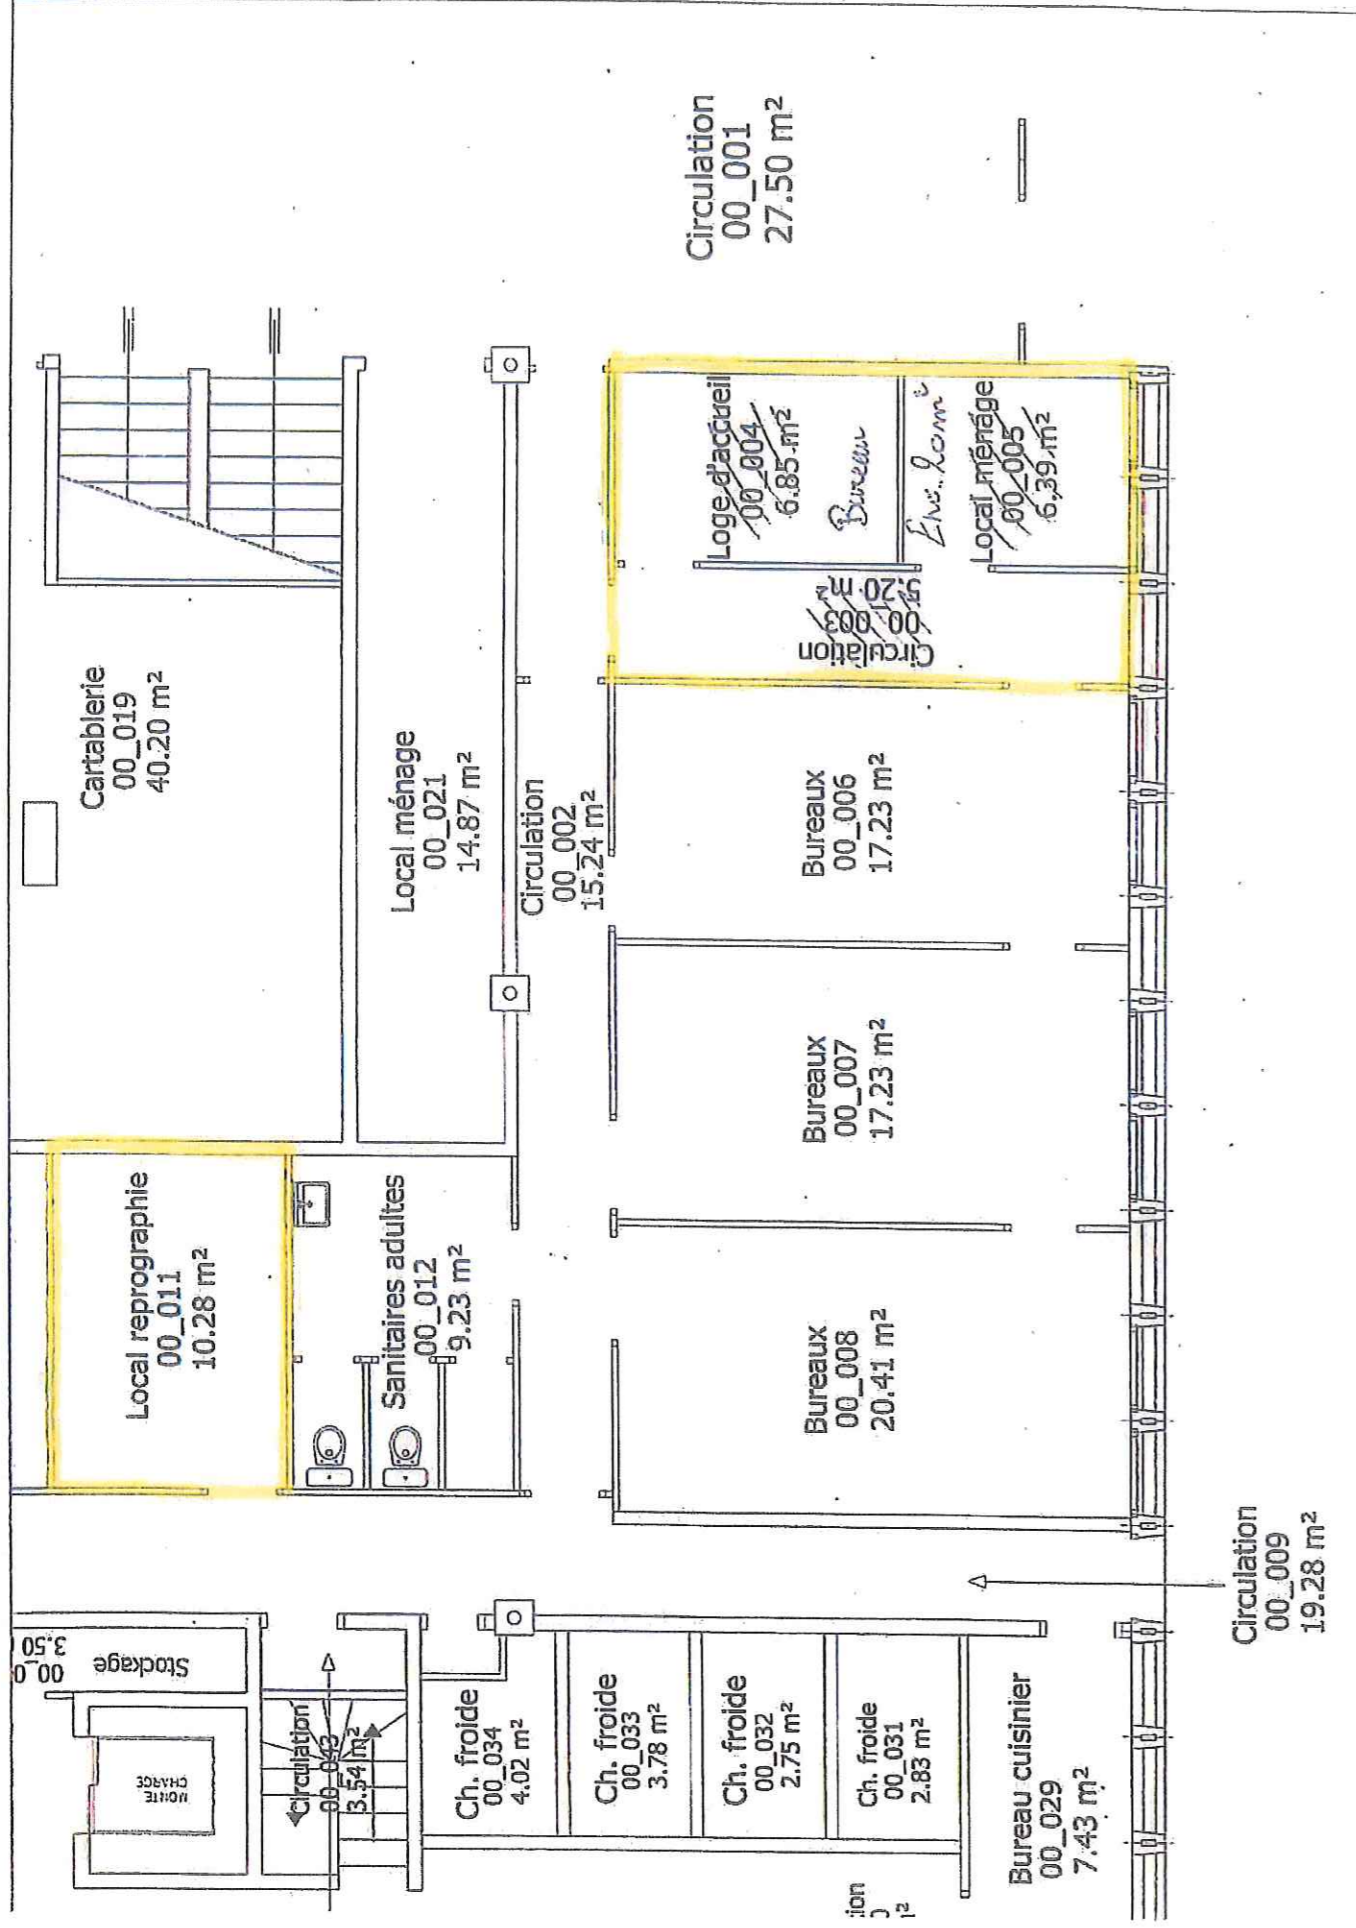 Cartablerie
00_019
40.20 m²
Local ménage
00_021
14.87 m²
Circulation
00_002
15.24 m²
Circulation
00_001
27.50 m²
Loge d'accueil
00_004
6.85 m²
Bureau
Local ménage
00_005
6.39 m²
Circulation
00_003
5.20 m²
Bureaux
00_006
17.23 m²
Bureaux
00_007
17.23 m²
Bureaux
00_008
20.41 m²
Local reprographie
00_011
10.28 m²
Sanitaires adultes
00_012
9.23 m²
Stockage
00_0
3.50
MONTE
CHARGE
Circulation
00_043
3.54 m²
Ch. froide
00_034
4.02 m²
Ch. froide
00_033
3.78 m²
Ch. froide
00_032
2.75 m²
Ch. froide
00_031
2.83 m²
Bureau cuisinier
00_029
7.43 m²
Circulation
00_009
19.28 m²
tion